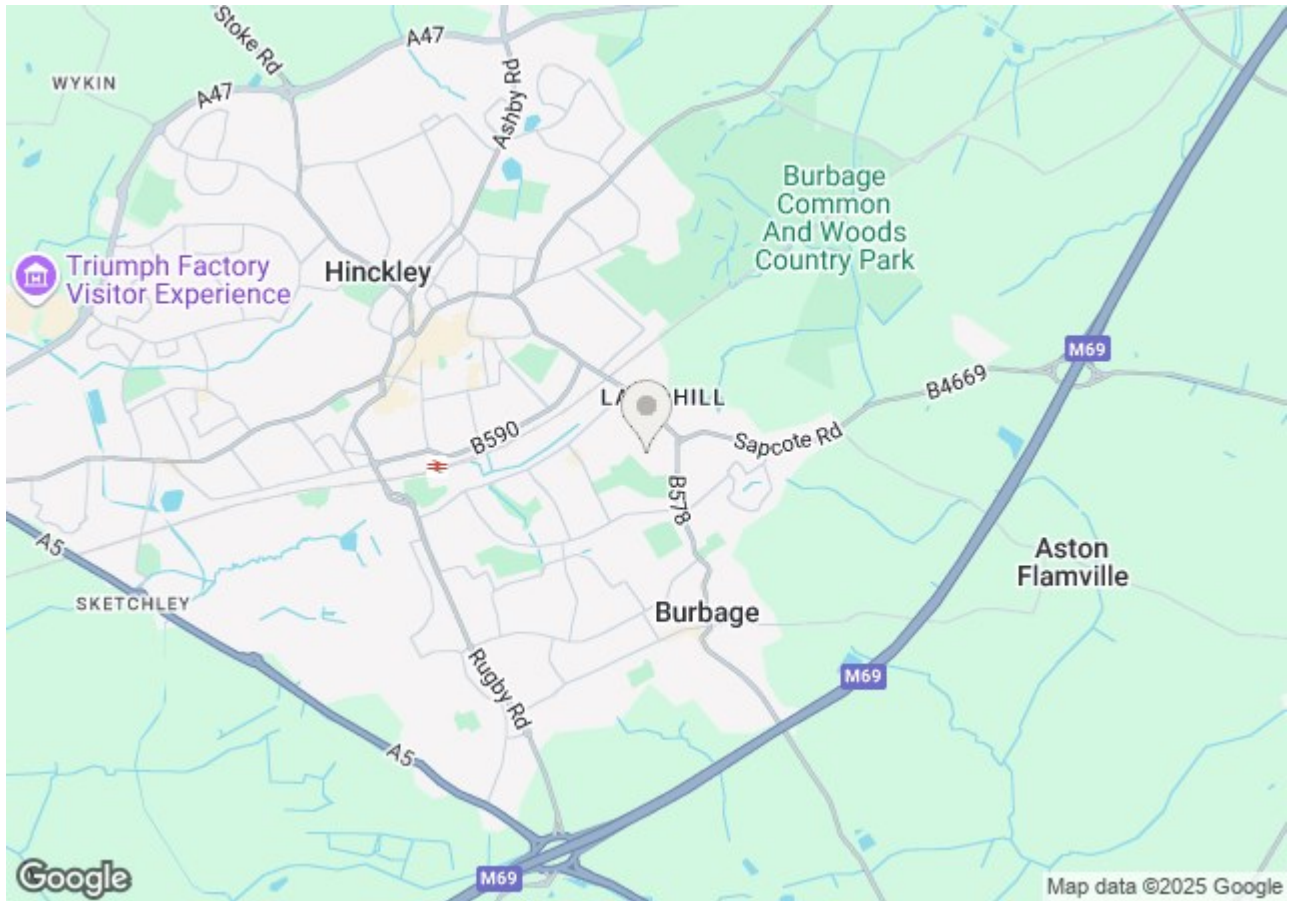 Stoke Rd
A47
A47
Ashby Rd
WYKIN
Burbage
Common
And Woods
Country Park
Triumph Factory
Visitor Experience
Hinckley
M69
B4669
HILL
B590
Sapcote Rd
B578
A5
Aston
Flamville
SKETCHLEY
Burbage
Rugby Rd
M69
A5
M69
Google
Map data ©2025 Google